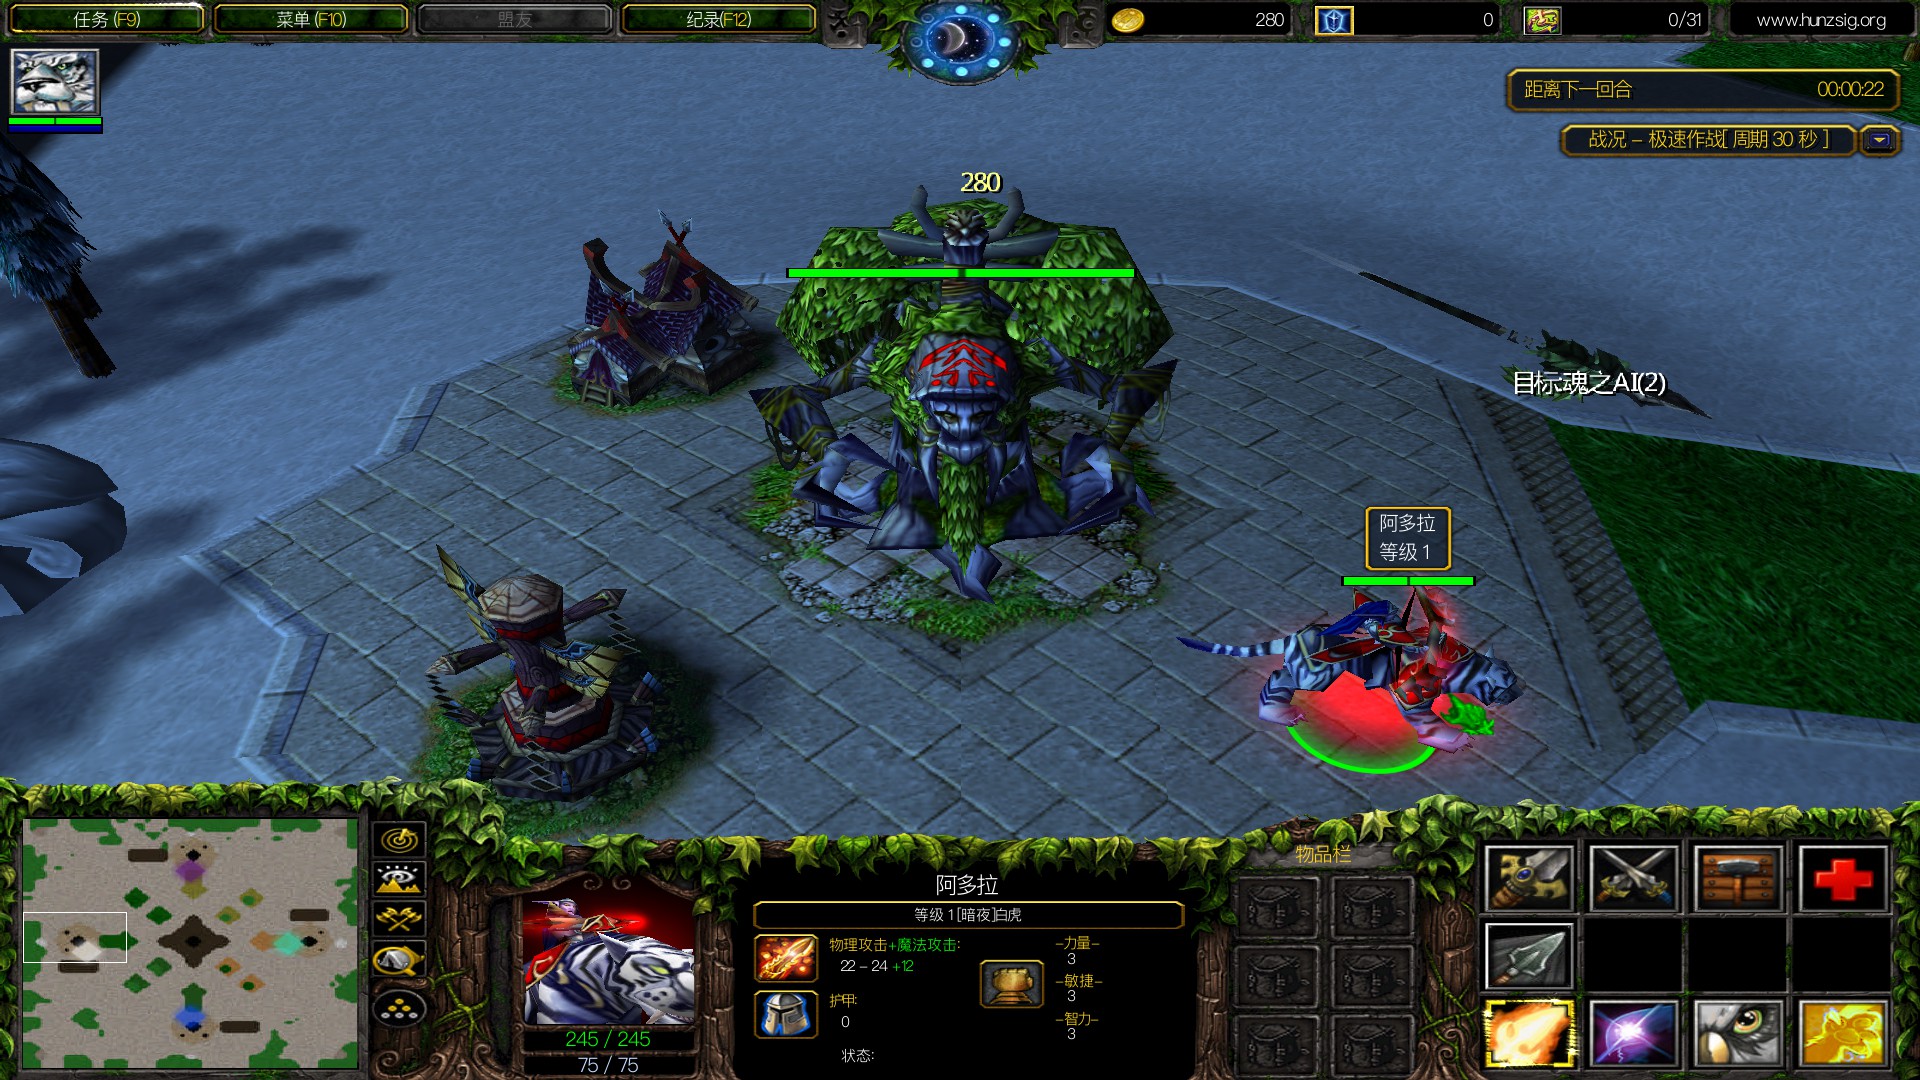 任务 (F9)
菜单 (F10)
盟友
纪录(F12)
280
0
0/31
www.hunzsig.org
距离下一回合
00:00:22
战况 – 极速作战[ 周期 30 秒 ]
280
目标:魂之AI(2)
阿多拉
等级 1
物品栏
阿多拉
等级 1 [暗夜]白虎
物理攻击+魔法攻击:
22 – 24 +12
护甲:
0
状态:
–力量–
3
–敏捷–
3
–智力–
3
245 / 245
75 / 75